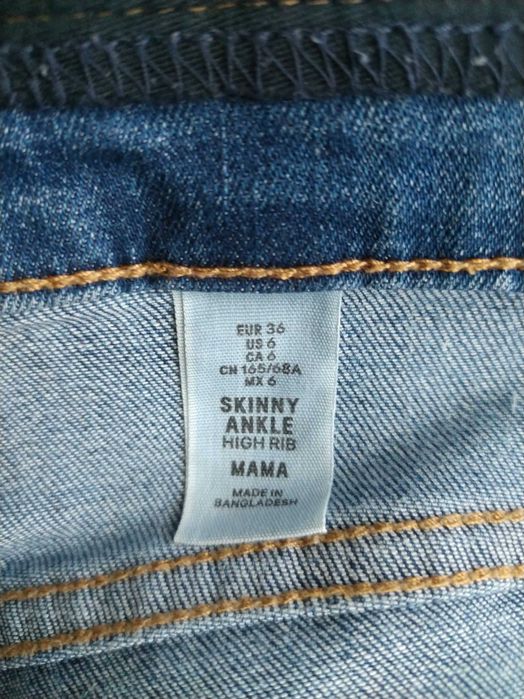 EUR 36
US 6
CA 6
CN 165/68A
MX 6
SKINNY
ANKLE
HIGH RIB
MAMA
MADE IN
BANGLADESH